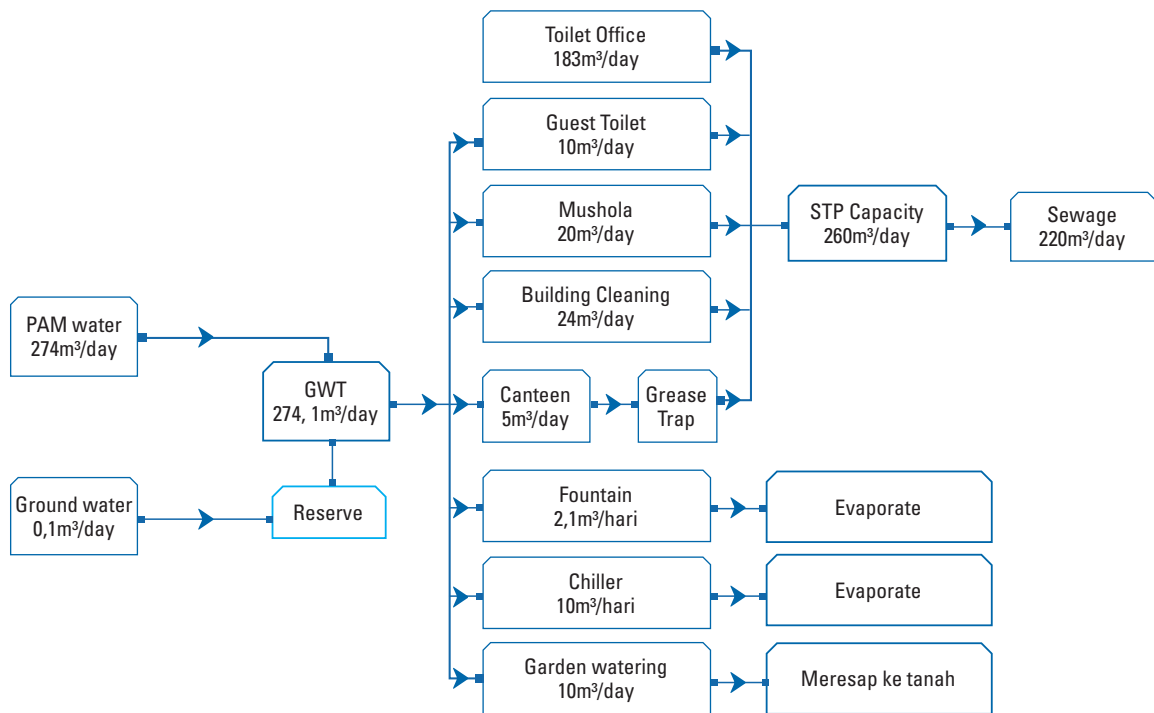 Toilet Office
183m³/day
Guest Toilet
10m³/day
Mushola
20m³/day
STP Capacity
260m³/day
Sewage
220m³/day
Building Cleaning
24m³/day
PAM water
274m³/day
GWT
274, 1m³/day
Canteen
5m³/day
Grease
Trap
Ground water
0,1m³/day
Reserve
Fountain
2,1m³/hari
Evaporate
Chiller
10m³/hari
Evaporate
Garden watering
10m³/day
Meresap ke tanah